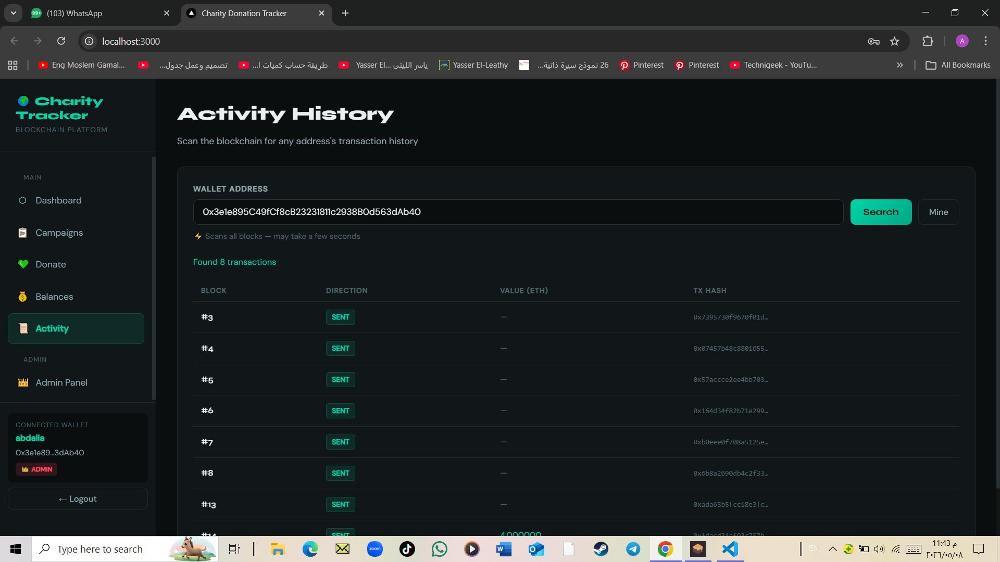 (103) WhatsApp
Charity Donation Tracker
localhost:3000
A
Eng Moslem Gamal...
تصميم وعمل جدول...
طريقة حساب كميات ا...
ياسر الليثى ...Yasser El
Yasser El-Leathy
26 نموذج سيرة ذاتية...
Pinterest
Pinterest
Technigeek - YouTu...
All Bookmarks
Charity
Tracker
BLOCKCHAIN PLATFORM
MAIN
Dashboard
Campaigns
Donate
Balances
Activity
ADMIN
Admin Panel
CONNECTED WALLET
abdalla
0x3e1e89...3dAb40
ADMIN
← Logout
Activity History
Scan the blockchain for any address's transaction history
WALLET ADDRESS
0x3e1e895C49fCf8cB23231811c2938B0d563dAb40
Search
Mine
⚡ Scans all blocks — may take a few seconds
Found 8 transactions
BLOCK DIRECTION VALUE (ETH) TX HASH
#3 SENT — 0x7395730f9670f01d…
#4 SENT — 0x07457b48c8801655…
#5 SENT — 0x57accce2ee4bb703…
#6 SENT — 0x164d34f82b71e299…
#7 SENT — 0xb0eee0f708a5125e…
#8 SENT — 0x6b8a2690db4c2f33…
#13 SENT — 0xada63b5fcc18e3fc…
#14 SENT 4.000000
Type here to search
zoom
EN
11:43 م
٢٠٢٦/٠٥/٠٨